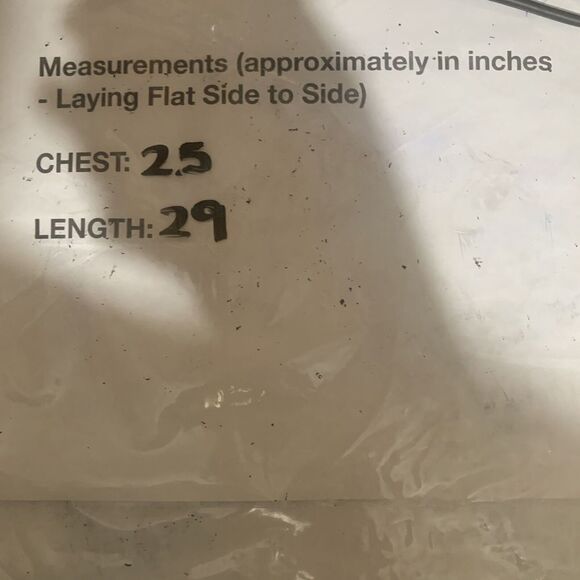 Measurements (approximately in inches
- Laying Flat Side to Side)
CHEST: 25
LENGTH: 29